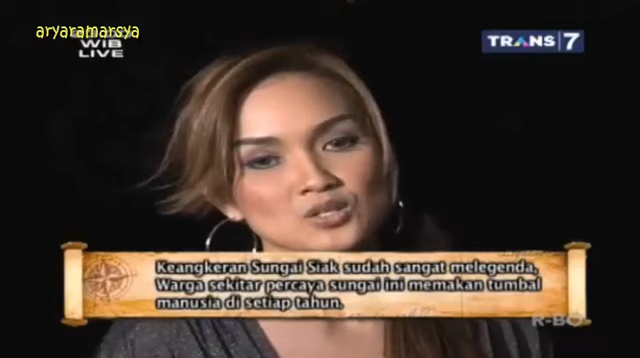 aryaramarsya
WIB
LIVE
TRANS 7
Keangkeran Sungai Siak sudah sangat melegenda,
Warga sekitar percaya sungai ini memakan tumbal
manusia di setiap tahun.
R-BO